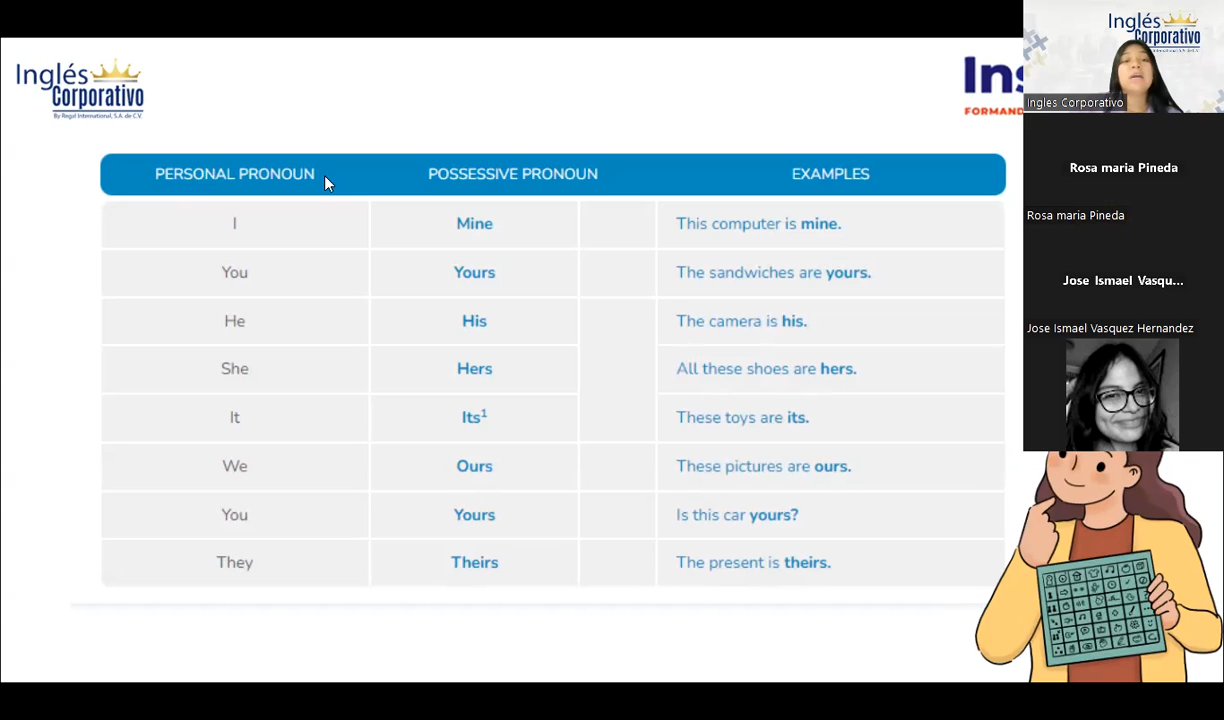 Inglés
Corporativo
By Regal International, S.A. de C.V.
Ins
FORMAND
PERSONAL PRONOUN POSSESSIVE PRONOUN EXAMPLES
I Mine This computer is mine.
You Yours The sandwiches are yours.
He His The camera is his.
She Hers All these shoes are hers.
It Its¹ These toys are its.
We Ours These pictures are ours.
You Yours Is this car yours?
They Theirs The present is theirs.
Inglés
Corporativo
Ingles Corporativo
Rosa maria Pineda
Rosa maria Pineda
Jose Ismael Vasqu...
Jose Ismael Vasquez Hernandez